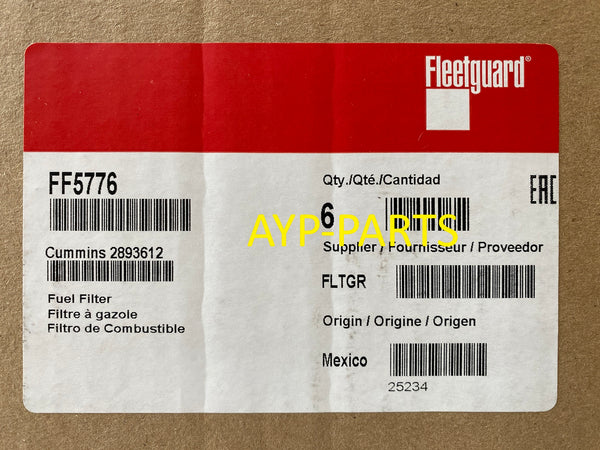 Fleetguard®
FF5776
Cummins 2893612
Fuel Filter
Filtre à gazole
Filtro de Combustible
Qty./Qté./Cantidad
6
EAC
AYP-PARTS
Supplier / Fournisseur / Proveedor
FLTGR
Origin / Origine / Origen
Mexico
25234